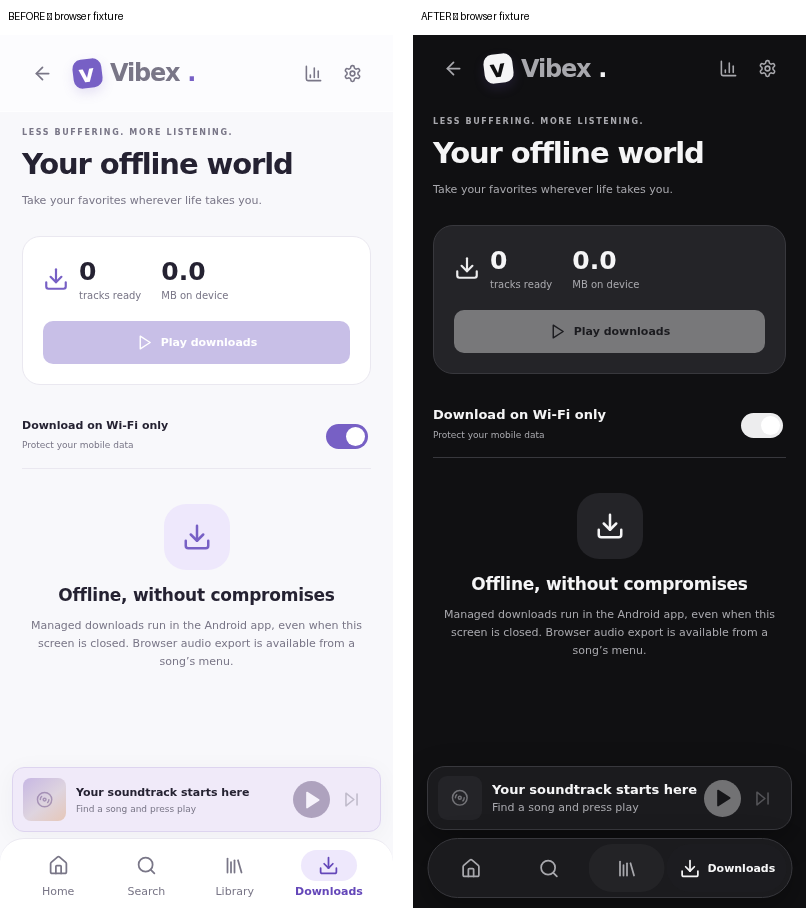 BEFORE browser fixture
Vibex .
LESS BUFFERING. MORE LISTENING.
Your offline world
Take your favorites wherever life takes you.
0
tracks ready
0.0
MB on device
Play downloads
Download on Wi-Fi only
Protect your mobile data
Offline, without compromises
Managed downloads run in the Android app, even when this
screen is closed. Browser audio export is available from a
song’s menu.
Your soundtrack starts here
Find a song and press play
Home
Search
Library
Downloads
AFTER browser fixture
Vibex .
LESS BUFFERING. MORE LISTENING.
Your offline world
Take your favorites wherever life takes you.
0
tracks ready
0.0
MB on device
Play downloads
Download on Wi-Fi only
Protect your mobile data
Offline, without compromises
Managed downloads run in the Android app, even when this
screen is closed. Browser audio export is available from a
song’s menu.
Your soundtrack starts here
Find a song and press play
Downloads